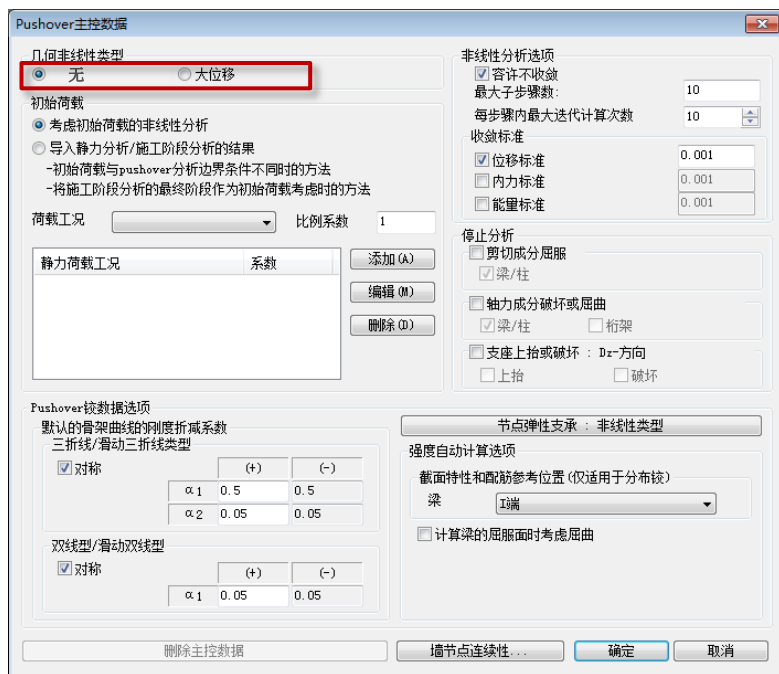 Pushover主控数据
几何非线性类型
无 大位移
初始荷载
考虑初始荷载的非线性分析
导入静力分析/施工阶段分析的结果
-初始荷载与pushover分析边界条件不同时的方法
-将施工阶段分析的最终阶段作为初始荷载考虑时的方法
荷载工况 比例系数 1
静力荷载工况 系数
添加(A)
编辑(M)
删除(D)
非线性分析选项
容许不收敛
最大子步骤数: 10
每步骤内最大迭代计算次数 10
收敛标准
位移标准 0.001
内力标准 0.001
能量标准 0.001
停止分析
剪切成分屈服
梁/柱
轴力成分破坏或屈曲
梁/柱 桁架
支座上抬或破坏 : Dz-方向
上抬 破坏
Pushover铰数据选项
默认的骨架曲线的刚度折减系数
三折线/滑动三折线类型
对称 (+) (-)
α1 0.5 0.5
α2 0.05 0.05
双线型/滑动双线型
对称 (+) (-)
α1 0.05 0.05
节点弹性支承 : 非线性类型
强度自动计算选项
截面特性和配筋参考位置(仅适用于分布铰)
梁 I端
计算梁的屈服面时考虑屈曲
删除主控数据 墙节点连续性... 确定 取消